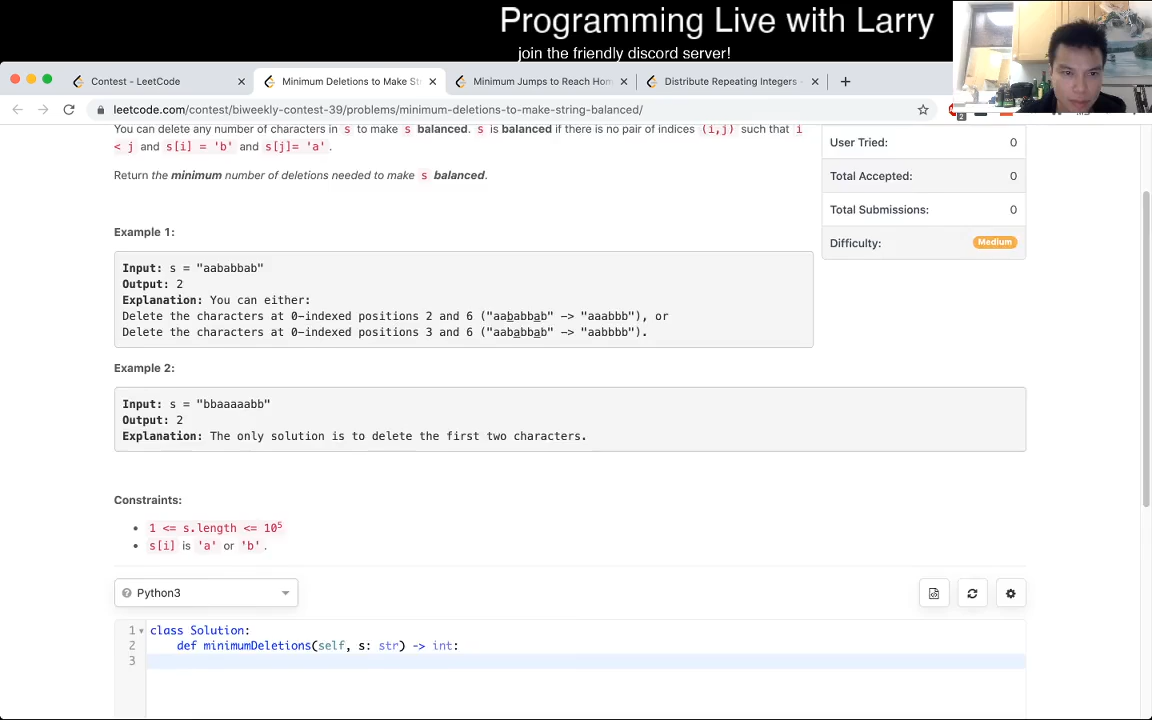 Programming Live with Larry
join the friendly discord server!
Contest - LeetCode
Minimum Deletions to Make St
Minimum Jumps to Reach Hom
Distribute Repeating Integers -
leetcode.com/contest/biweekly-contest-39/problems/minimum-deletions-to-make-string-balanced/
2
You can delete any number of characters in s to make s balanced. s is balanced if there is no pair of indices (i,j) such that i
< j and s[i] = 'b' and s[j]= 'a'.
Return the minimum number of deletions needed to make s balanced.
User Tried: 0
Total Accepted: 0
Total Submissions: 0
Difficulty: Medium
Example 1:
Input: s = "aababbab"
Output: 2
Explanation: You can either:
Delete the characters at 0-indexed positions 2 and 6 ("aababbab" -> "aaabbb"), or
Delete the characters at 0-indexed positions 3 and 6 ("aababbab" -> "aabbbb").
Example 2:
Input: s = "bbaaaaabb"
Output: 2
Explanation: The only solution is to delete the first two characters.
Constraints:
1 <= s.length <= 10⁵
s[i] is 'a' or 'b'.
Python3
1 class Solution:
2 def minimumDeletions(self, s: str) -> int:
3